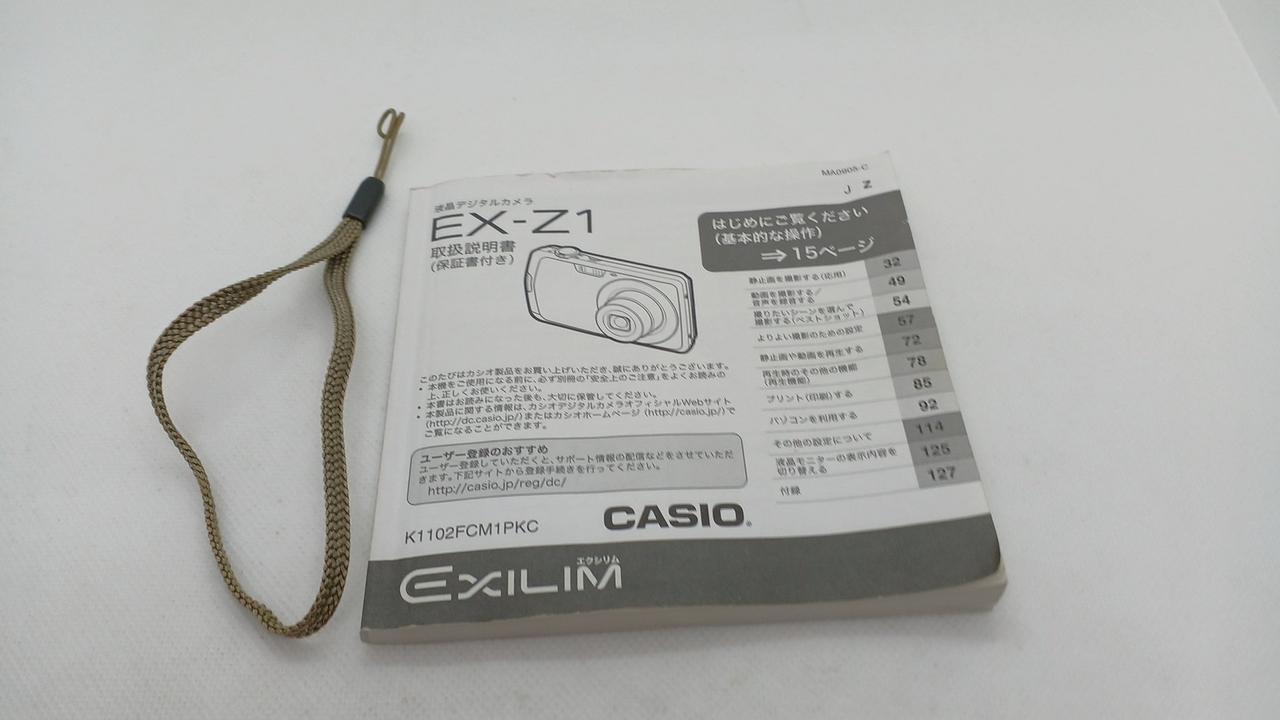 MA0905-C
J Z
液晶デジタルカメラ
EX-Z1
取扱説明書
(保証書付き)
はじめにご覧ください
(基本的な操作)
⇒15ページ
静止画を撮影する(応用) 32
動画を撮影する/
音声を録音する 49
撮りたいシーンを選んで
撮影する(ベストショット) 54
よりよい撮影のための設定 57
静止画や動画を再生する 72
再生時のその他の機能
(再生機能) 78
プリント(印刷)する 85
パソコンを利用する 92
その他の設定について 114
液晶モニターの表示内容を
切り替える 125
付録 127
このたびはカシオ製品をお買い上げいただき、誠にありがとうございます。
• 本機をご使用になる前に、必ず別冊の「安全上のご注意」をよくお読みの
上、正しくお使いください。
• 本書はお読みになった後も、大切に保管してください。
• 本製品に関する情報は、カシオデジタルカメラオフィシャルWebサイト
(http://dc.casio.jp/)またはカシオホームページ(http://casio.jp/)で
ご覧になることができます。
ユーザー登録のおすすめ
ユーザー登録していただくと、サポート情報の配信などをさせていただ
きます。下記サイトから登録手続きを行ってください。
http://casio.jp/reg/dc/
K1102FCM1PKC
CASIO®
エクシリム
EXILIM